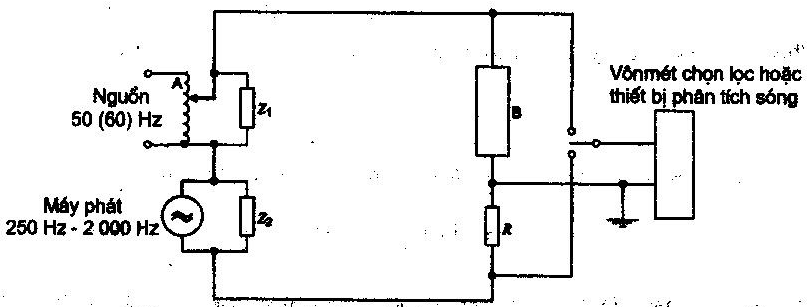 A
Nguồn
50 (60) Hz
Z₁
Máy phát
250 Hz - 2 000 Hz
Z₂
B
R
Vônmét chọn lọc hoặc
thiết bị phân tích sóng